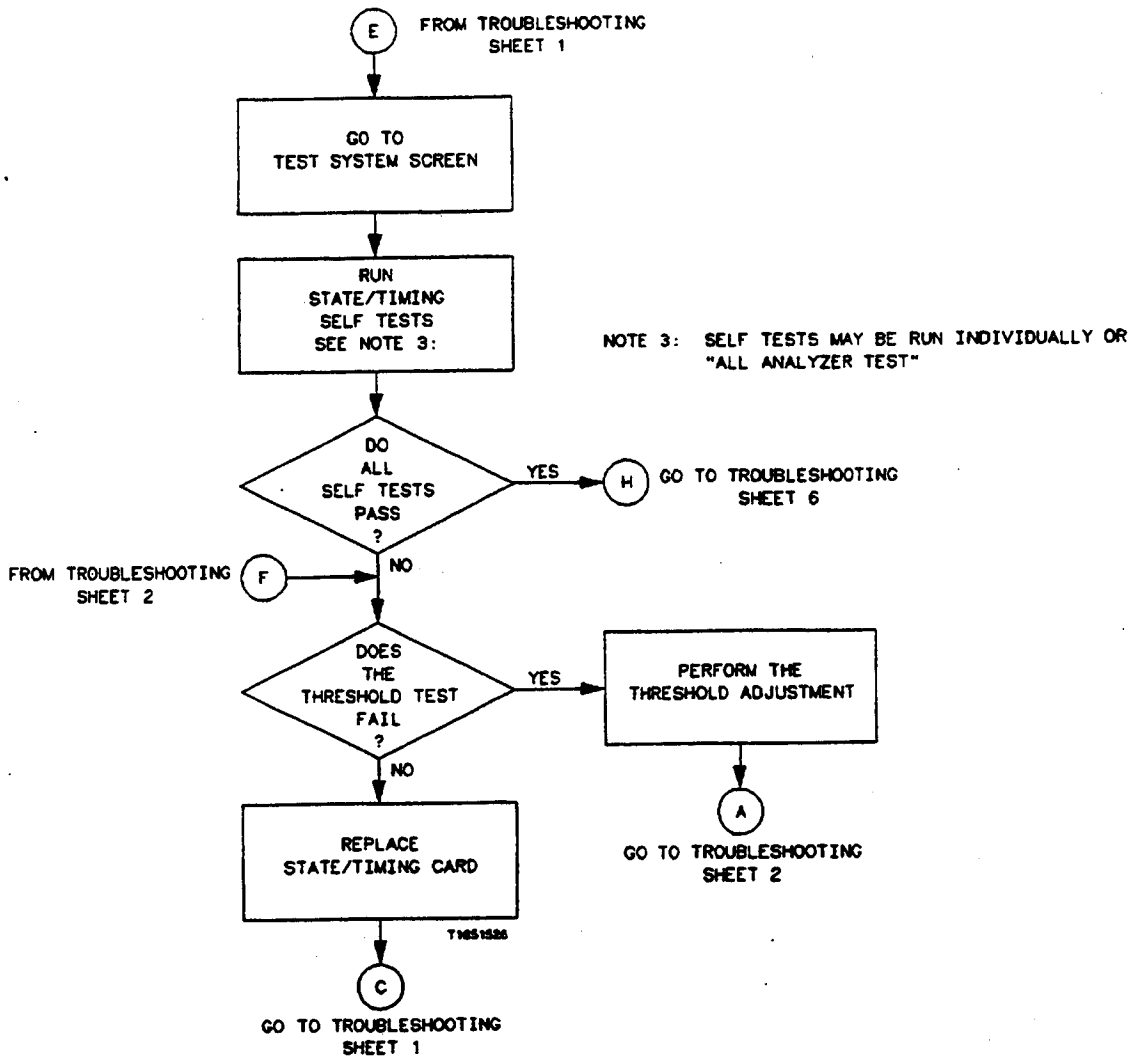 E
FROM TROUBLESHOOTING
SHEET 1
GO TO
TEST SYSTEM SCREEN
RUN
STATE/TIMING
SELF TESTS
SEE NOTE 3:
NOTE 3: SELF TESTS MAY BE RUN INDIVIDUALLY OR
"ALL ANALYZER TEST"
DO
ALL
SELF TESTS
PASS
?
YES
H
GO TO TROUBLESHOOTING
SHEET 6
NO
FROM TROUBLESHOOTING
SHEET 2
F
DOES
THE
THRESHOLD TEST
FAIL
?
YES
PERFORM THE
THRESHOLD ADJUSTMENT
NO
A
GO TO TROUBLESHOOTING
SHEET 2
REPLACE
STATE/TIMING CARD
C
GO TO TROUBLESHOOTING
SHEET 1